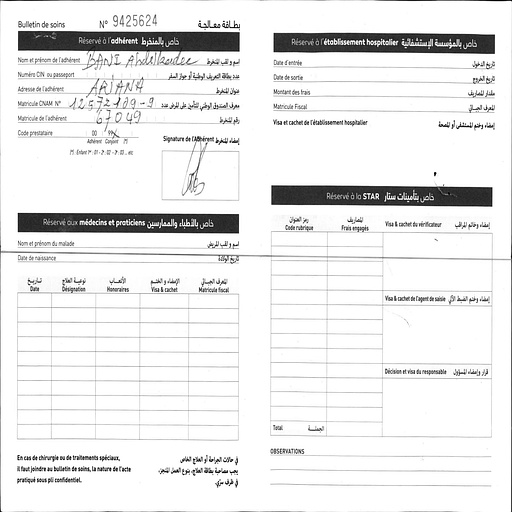 Bulletin de soins N° 9425624 بطاقة معالجة
Réservé à l'adhérent خاص بالمنخرط
Nom et prénom de l'adhérent BANI Abdelkader اسم و لقب المنخرط
Numéro CIN ou passeport عدد بطاقة التعريف الوطنية أو جواز السفر
Adresse de l'adhérent ARIANA عنوان المنخرط
Matricule CNAM N° 12572109-9 معرف الصندوق الوطني للتأمين على المرض عدد
Matricule de l'adhérent 67049 رقم المنخرط
Code prestataire 00 99
Adhérent Conjoint (*)
(*) Enfant 1er : 01 - 2e : 02 - 3e : 03 ... etc
Signature de l'Adhérent إمضاء المنخرط
Réservé aux médecins et praticiens خاص بالأطباء والممارسين
Nom et prénom du malade اسم و لقب المريض
Date de naissance تاريخ الولادة
تاريخ نوعية العلاج الأتعاب الإمضاء و الختم المعرف الجبائي
Date Désignation Honoraires Visa & cachet Matricule fiscal
En cas de chirurgie ou de traitements spéciaux,
il faut joindre au bulletin de soins, la nature de l'acte
pratiqué sous pli confidentiel.
في حالات الجراحة أو العلاج الخاص
يجب مصاحبة بطاقة العلاج، بنوع العمل المنجز،
في ظرف سري.
Réservé à l'établissement hospitalier خاص بالمؤسسة الإستشفائية
Date d'entrée تاريخ الدخول
Date de sortie تاريخ الخروج
Montant des frais مقدار المصاريف
Matricule Fiscal المعرف الجبائي
Visa et cachet de l'établissement hospitalier إمضاء وختم المستشفى أو المصحة
Réservé à la STAR خاص بتأمينات ستار
رمز العنوان المصاريف
Code rubrique Frais engagés
Visa & cachet du vérificateur إمضاء وخاتم المراقب
Visa & cachet de l'agent de saisie إمضاء وختم الضبط الآلي
Décision et visa du responsable قرار وإمضاء المسؤول
Total الجملة
OBSERVATIONS